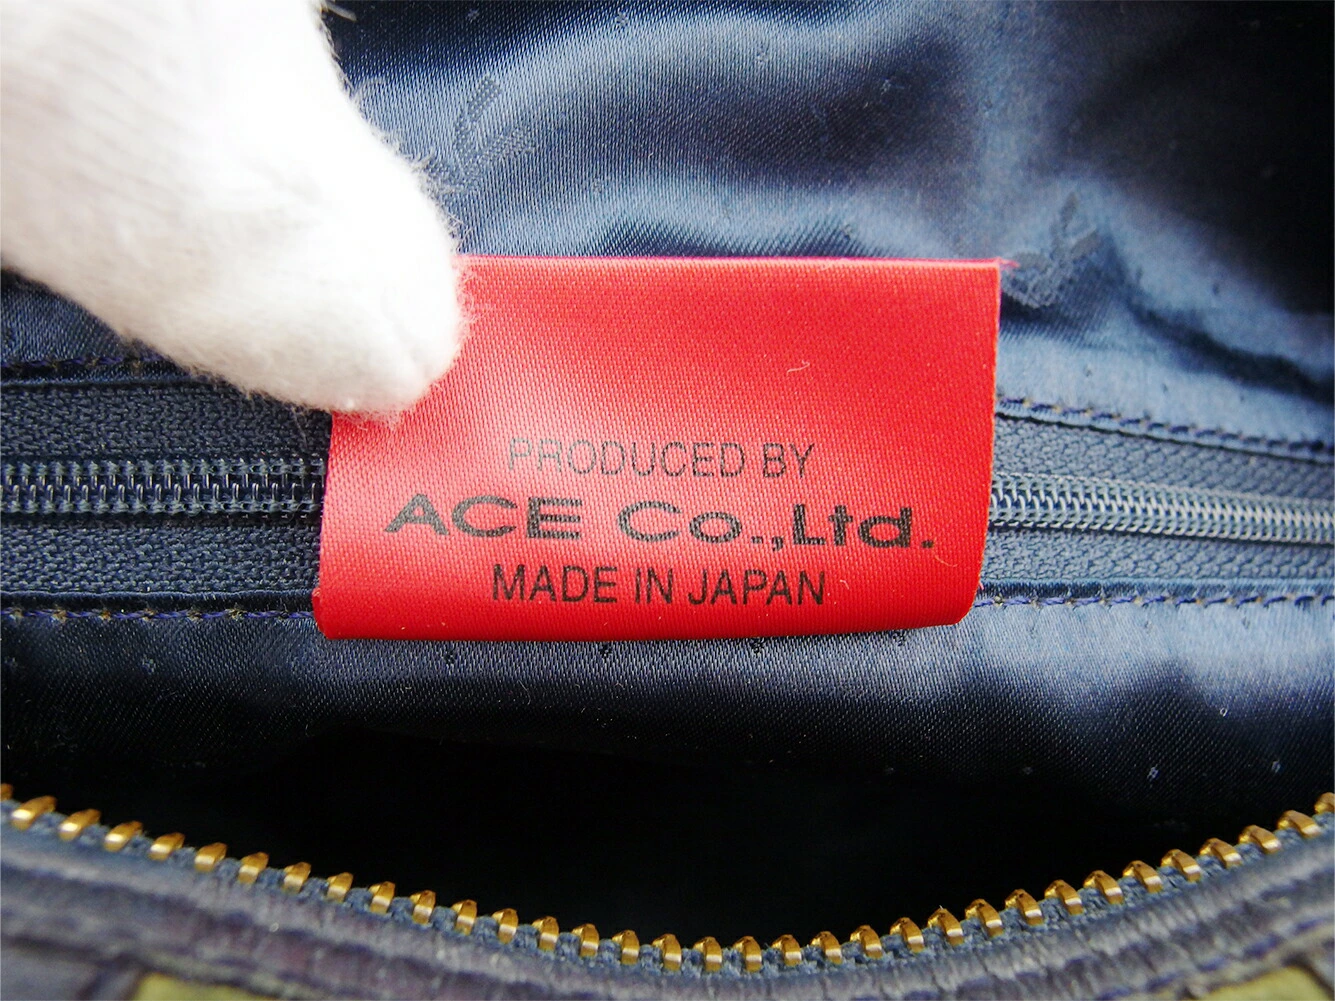 PRODUCED BY
ACE Co.,Ltd.
MADE IN JAPAN